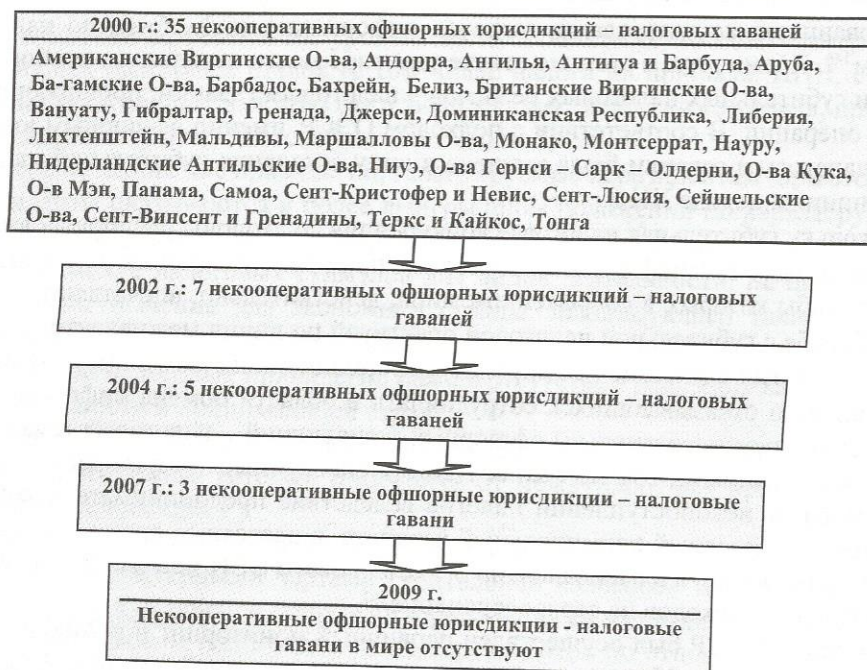 2000 г.: 35 некооперативных офшорных юрисдикций – налоговых гаваней
Американские Виргинские О-ва, Андорра, Ангилья, Антигуа и Барбуда, Аруба,
Ба-гамские О-ва, Барбадос, Бахрейн, Белиз, Британские Виргинские О-ва,
Вануату, Гибралтар, Гренада, Джерси, Доминиканская Республика, Либерия,
Лихтенштейн, Мальдивы, Маршалловы О-ва, Монако, Монтсеррат, Науру,
Нидерландские Антильские О-ва, Ниуэ, О-ва Гернси – Сарк – Олдерни, О-ва Кука,
О-в Мэн, Панама, Самоа, Сент-Кристофер и Невис, Сент-Люсия, Сейшельские
О-ва, Сент-Винсент и Гренадины, Теркс и Кайкос, Тонга
2002 г.: 7 некооперативных офшорных юрисдикций – налоговых
гаваней
2004 г.: 5 некооперативных офшорных юрисдикций – налоговых
гаваней
2007 г.: 3 некооперативные офшорные юрисдикции – налоговые
гавани
2009 г.
Некооперативные офшорные юрисдикции - налоговые
гавани в мире отсутствуют